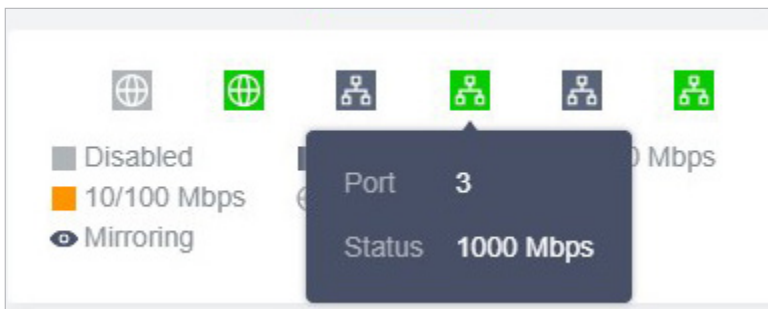 Disabled
Mbps
10/100 Mbps
Mirroring
Port 3
Status 1000 Mbps